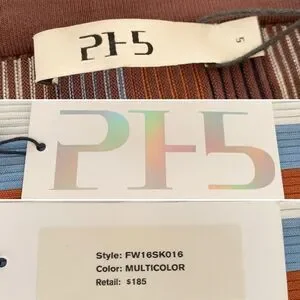 PH5
S
PH5
Style: FW16SK016
Color: MULTICOLOR
Retail: $185